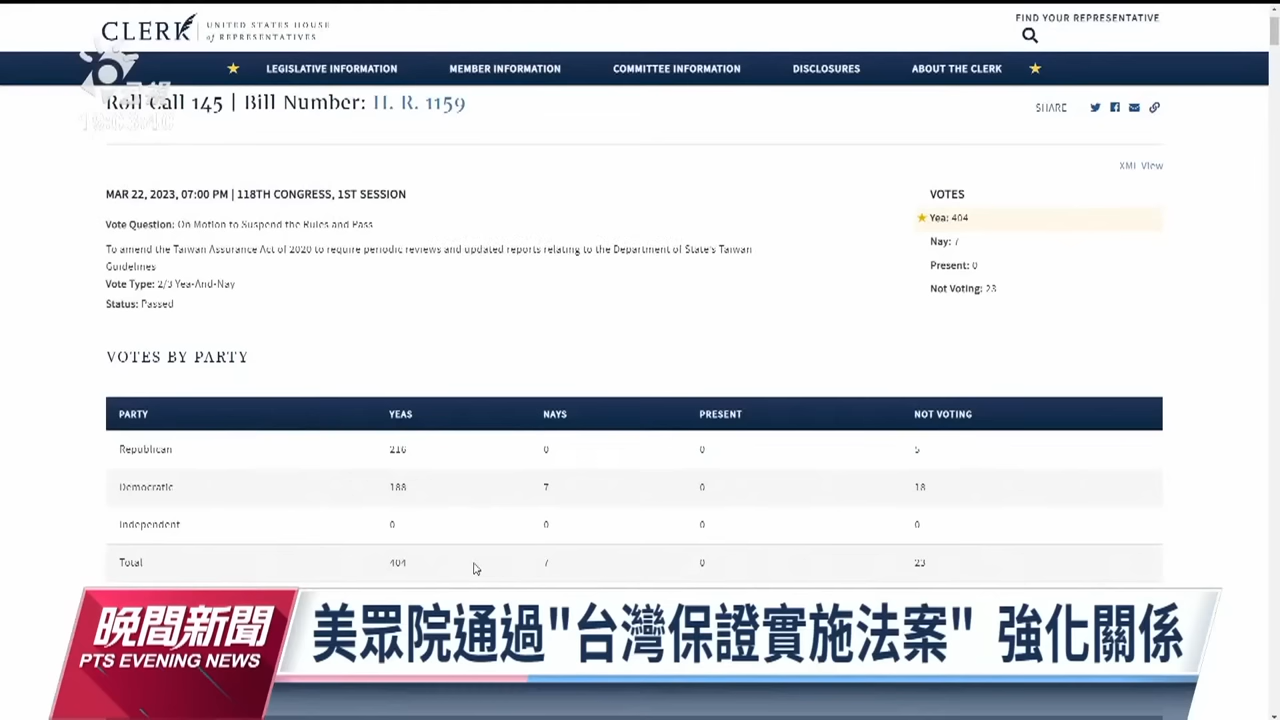 CLERK
UNITED STATES HOUSE
of REPRESENTATIVES
FIND YOUR REPRESENTATIVE
LEGISLATIVE INFORMATION
MEMBER INFORMATION
COMMITTEE INFORMATION
DISCLOSURES
ABOUT THE CLERK
Roll Call 145 | Bill Number: H. R. 1159
SHARE
XML View
MAR 22, 2023, 07:00 PM | 118TH CONGRESS, 1ST SESSION
Vote Question: On Motion to Suspend the Rules and Pass
To amend the Taiwan Assurance Act of 2020 to require periodic reviews and updated reports relating to the Department of State's Taiwan
Guidelines
Vote Type: 2/3 Yea-And-Nay
Status: Passed
VOTES
Yea: 404
Nay: 7
Present: 0
Not Voting: 23
VOTES BY PARTY
PARTY YEAS NAYS PRESENT NOT VOTING
Republican 216 0 0 5
Democratic 188 7 0 18
Independent 0 0 0 0
Total 404 7 0 23
晚間新聞
PTS EVENING NEWS
美眾院通過"台灣保證實施法案" 強化關係